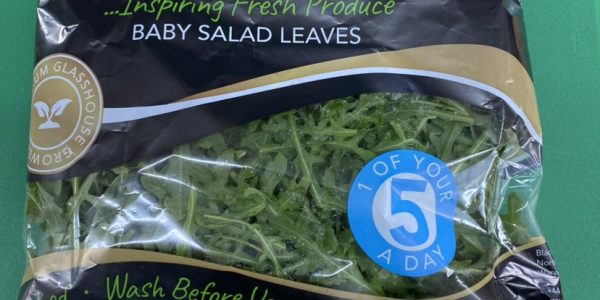 ...Inspiring Fresh Produce
BABY SALAD LEAVES
GLASSHOUSE
1 OF YOUR
5
A DAY
Wash Before